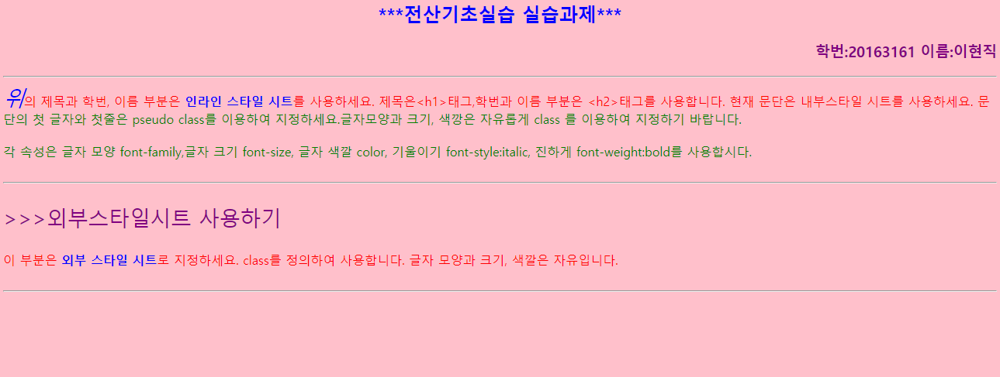 ***전산기초실습 실습과제***
학번:20163161 이름:이현직
위의 제목과 학번, 이름 부분은 인라인 스타일 시트를 사용하세요. 제목은<h1>태그,학번과 이름 부분은 <h2>태그를 사용합니다. 현재 문단은 내부스타일 시트를 사용하세요. 문
단의 첫 글자와 첫줄은 pseudo class를 이용하여 지정하세요.글자모양과 크기, 색깡은 자유롭게 class 를 이용하여 지정하기 바랍니다.
각 속성은 글자 모양 font-family,글자 크기 font-size, 글자 색깔 color, 기울이기 font-style:italic, 진하게 font-weight:bold를 사용합시다.
>>>외부스타일시트 사용하기
이 부분은 외부 스타일 시트로 지정하세요. class를 정의하여 사용합니다. 글자 모양과 크기, 색깔은 자유입니다.